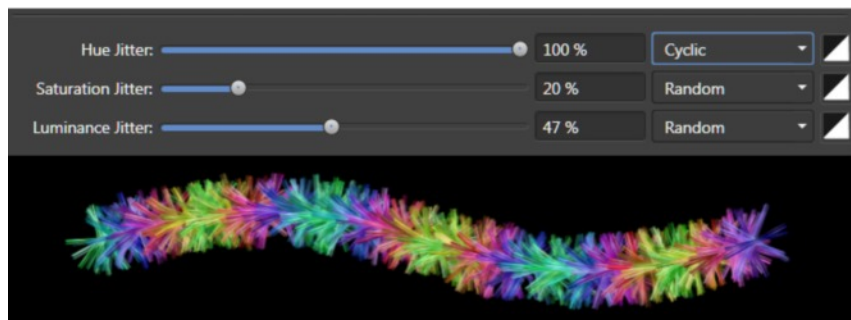 Hue Jitter: 100 % Cyclic
Saturation Jitter: 20 % Random
Luminance Jitter: 47 % Random